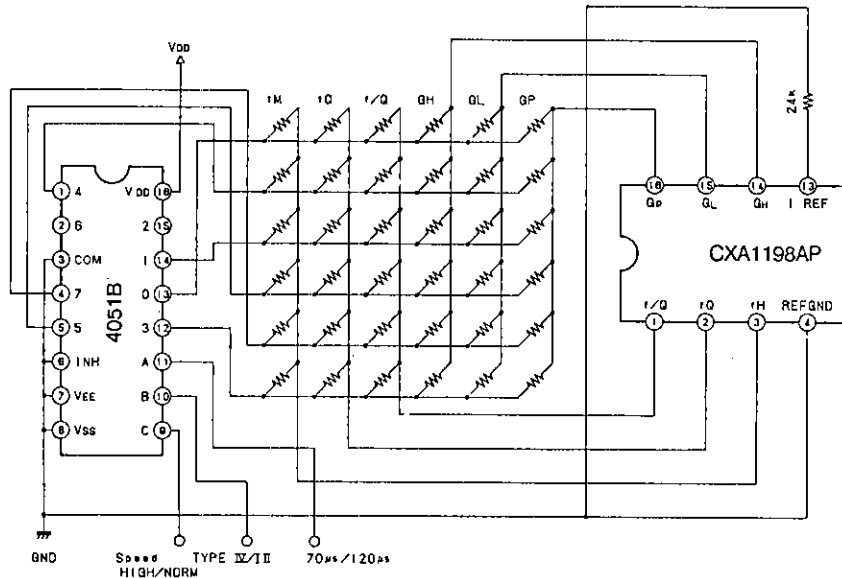 VDD
fM fQ f/Q GH GL GP
24k
1 4 VDD 16
2 6 2 15
3 COM 1 14
4 7 0 13
5 5 3 12
6 INH A 11
7 VEE B 10
8 VSS C 9
4051B
16 15 14 13
GP GL GH I REF
CXA1198AP
f/Q fQ fH REFGND
1 2 3 4
GND
Speed
HIGH/NORM
TYPE IV/I II
70μs/120μs